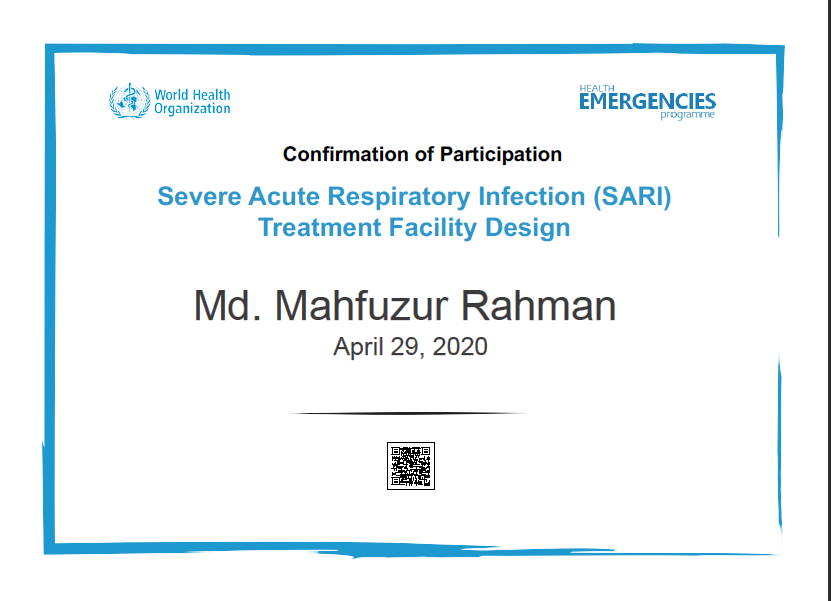 World Health
Organization
HEALTH
EMERGENCIES
programme
Confirmation of Participation
Severe Acute Respiratory Infection (SARI)
Treatment Facility Design
Md. Mahfuzur Rahman
April 29, 2020